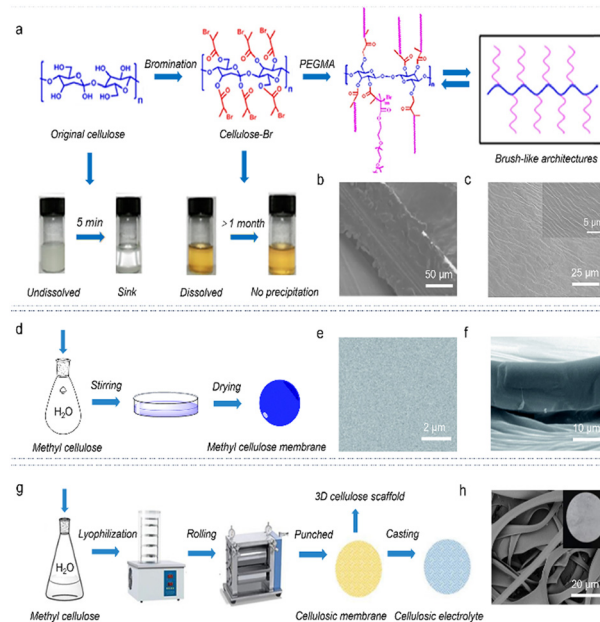 a
Bromination
PEGMA
Original cellulose
Cellulose-Br
Brush-like architectures
5 min
>1 month
Undissolved
Sink
Dissolved
No precipitation
b
50 µm
c
5 µm
25 µm
d
H₂O
Methyl cellulose
Stirring
Drying
Methyl cellulose membrane
e
2 µm
f
10 µm
g
H₂O
Methyl cellulose
Lyophilization
Rolling
Punched
3D cellulose scaffold
Casting
Cellulosic membrane
Cellulosic electrolyte
h
20 µm